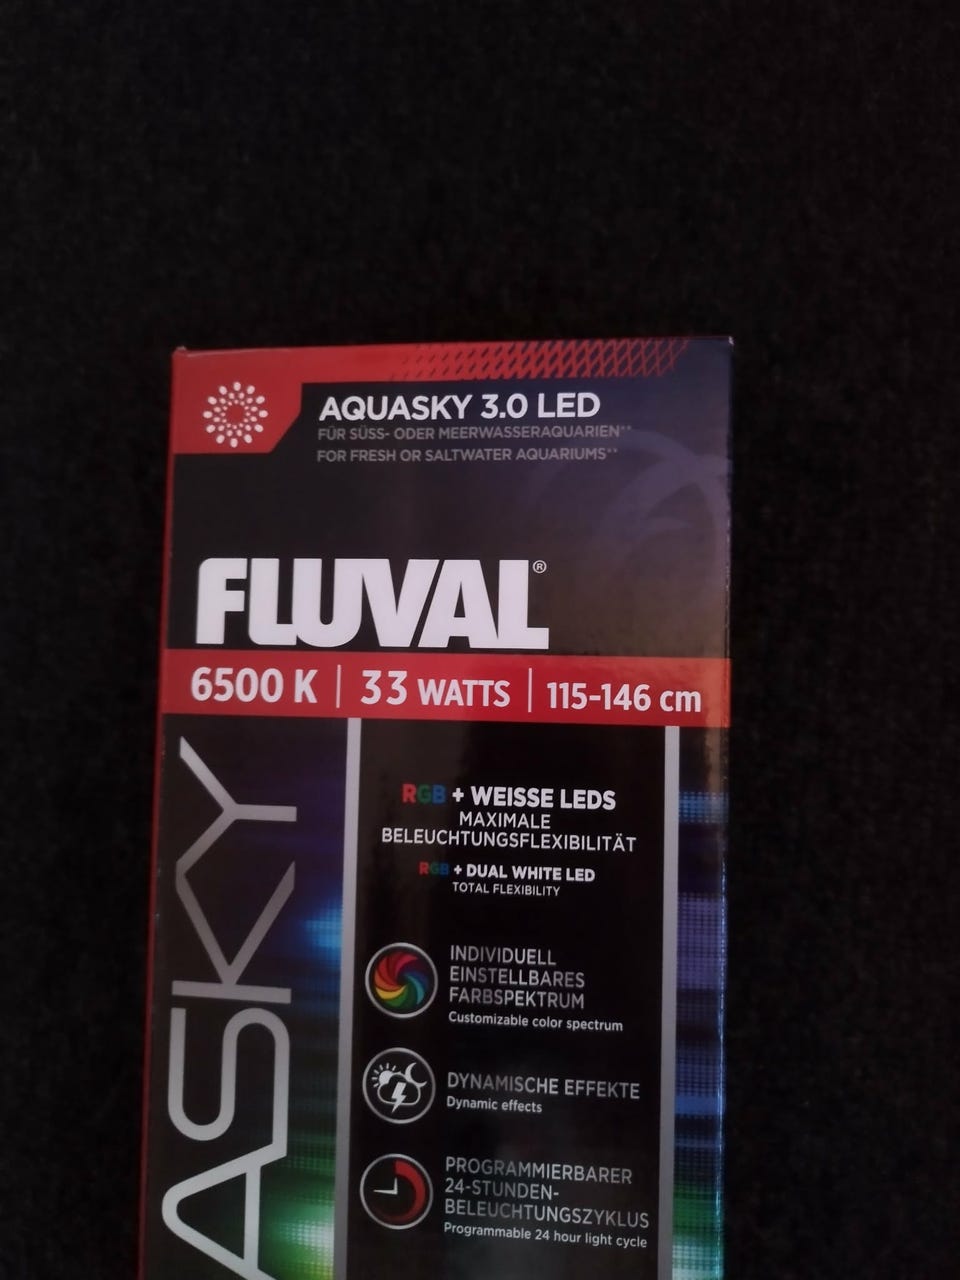 AQUASKY 3.0 LED
FÜR SÜSS- ODER MEERWASSERAQUARIEN**
FOR FRESH OR SALTWATER AQUARIUMS**
FLUVAL®
6500 K | 33 WATTS | 115-146 cm
RGB + WEISSE LEDS
MAXIMALE
BELEUCHTUNGSFLEXIBILITÄT
RGB + DUAL WHITE LED
TOTAL FLEXIBILITY
INDIVIDUELL
EINSTELLBARES
FARBSPEKTRUM
Customizable color spectrum
DYNAMISCHE EFFEKTE
Dynamic effects
PROGRAMMIERBARER
24-STUNDEN-
BELEUCHTUNGSZYKLUS
Programmable 24 hour light cycle
ASKY